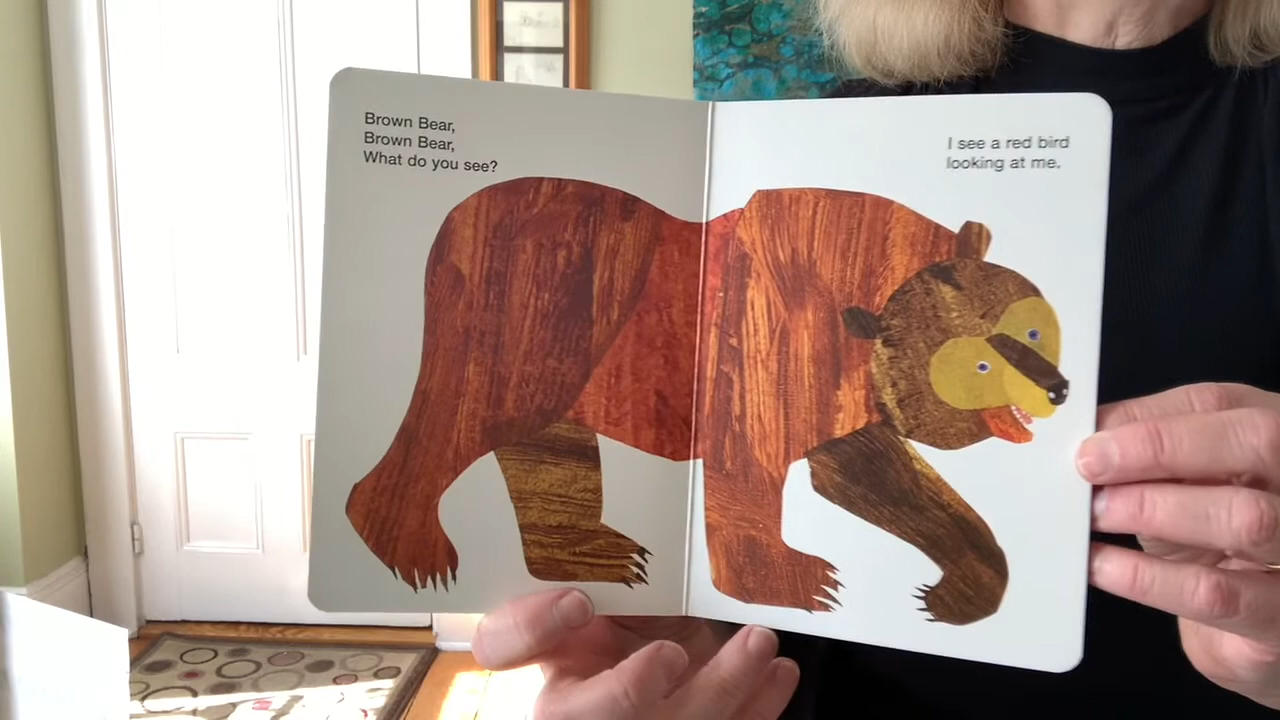 Brown Bear,
Brown Bear,
What do you see?
I see a red bird
looking at me.